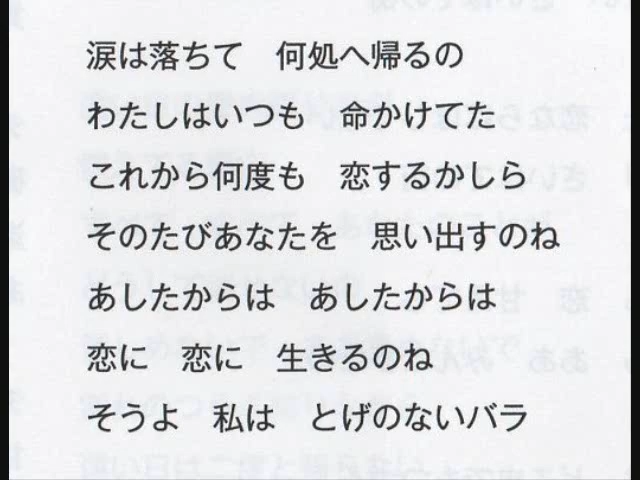 涙は落ちて　何処へ帰るの
わたしはいつも　命かけてた
これから何度も　恋するかしら
そのたびあなたを　思い出すのね
あしたからは　あしたからは
恋に　恋に　生きるのね
そうよ　私は　とげのないバラ